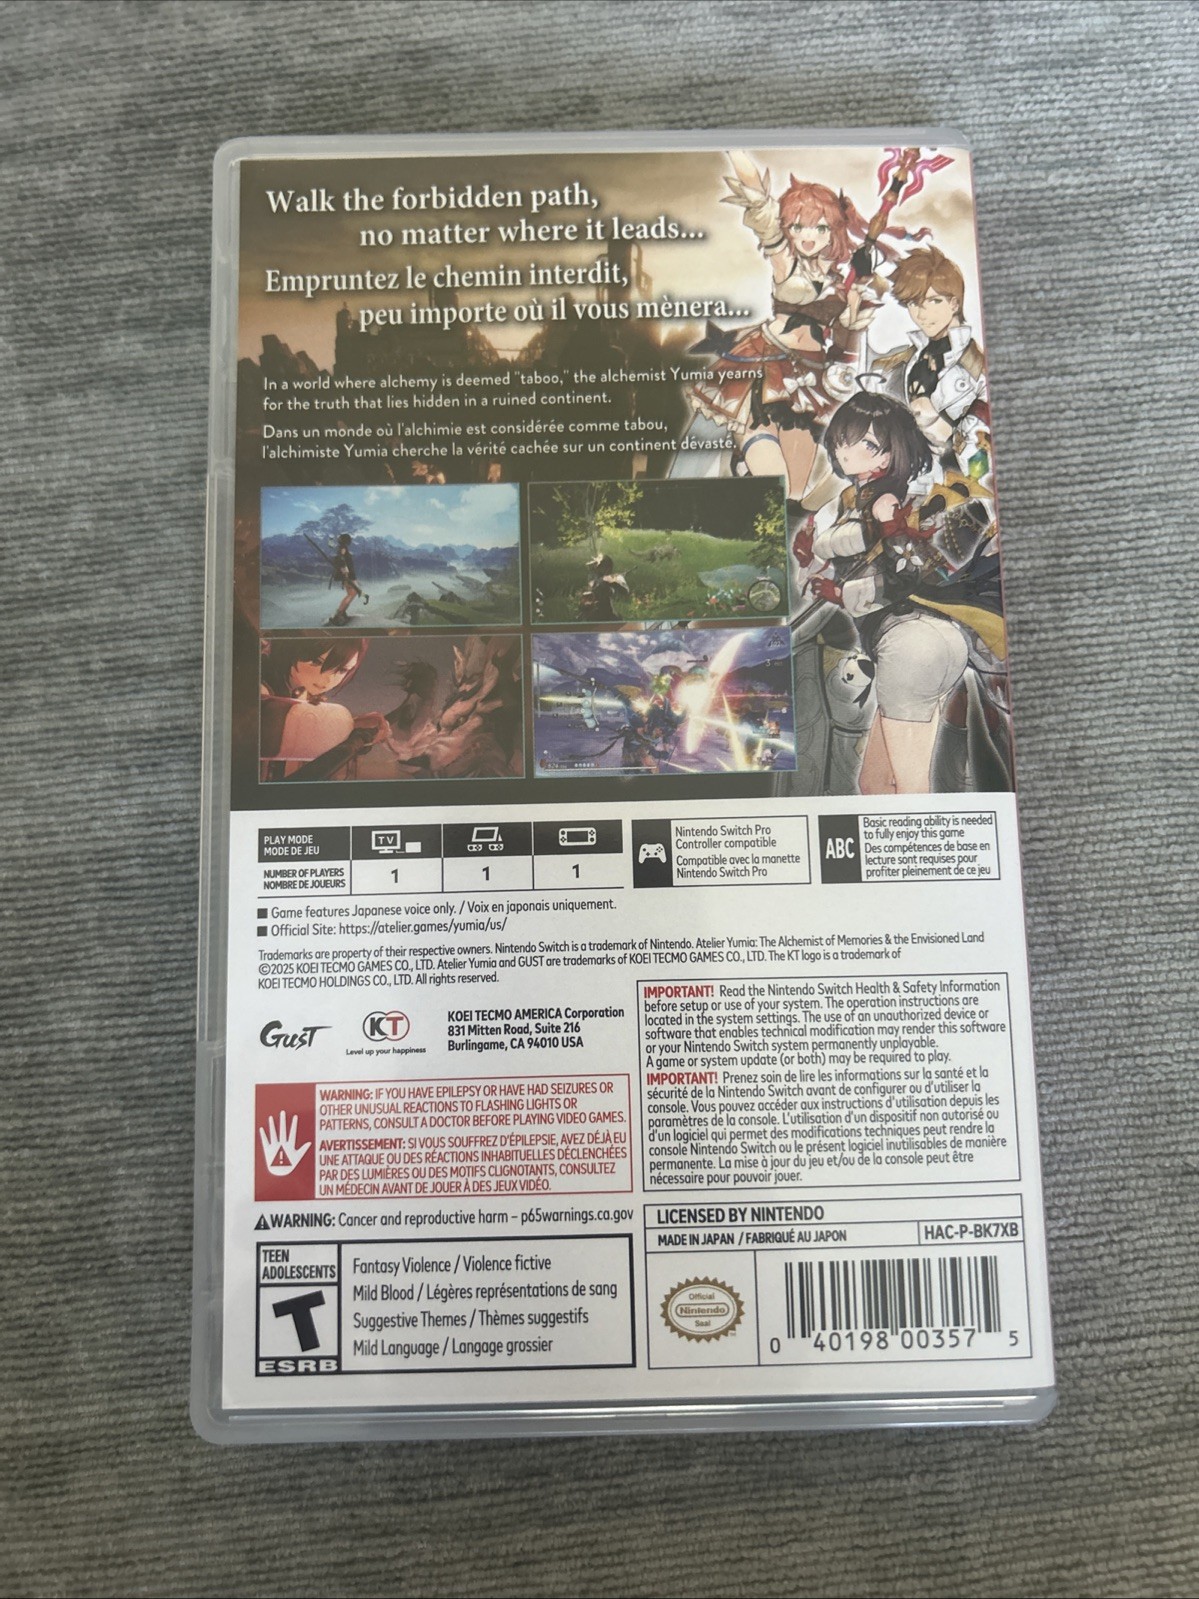 Walk the forbidden path,
no matter where it leads...
Empruntez le chemin interdit,
peu importe où il vous mènera...
In a world where alchemy is deemed "taboo," the alchemist Yumia yearns
for the truth that lies hidden in a ruined continent.
Dans un monde où l'alchimie est considérée comme tabou,
l'alchimiste Yumia cherche la vérité cachée sur un continent dévasté.
PLAY MODE
MODE DE JEU
TV
NUMBER OF PLAYERS
NOMBRE DE JOUEURS
1
1
1
Nintendo Switch Pro
Controller compatible
Compatible avec la manette
Nintendo Switch Pro
ABC
Basic reading ability is needed
to fully enjoy this game
Des compétences de base en
lecture sont requises pour
profiter pleinement de ce jeu
■ Game features Japanese voice only. / Voix en japonais uniquement.
■ Official Site: https://atelier.games/yumia/us/
Trademarks are property of their respective owners. Nintendo Switch is a trademark of Nintendo. Atelier Yumia: The Alchemist of Memories & the Envisioned Land
©2025 KOEI TECMO GAMES CO., LTD. Atelier Yumia and GUST are trademarks of KOEI TECMO GAMES CO., LTD. The KT logo is a trademark of
KOEI TECMO HOLDINGS CO., LTD. All rights reserved.
GUST
KT
Level up your happiness
KOEI TECMO AMERICA Corporation
831 Mitten Road, Suite 216
Burlingame, CA 94010 USA
IMPORTANT! Read the Nintendo Switch Health & Safety Information
before setup or use of your system. The operation instructions are
located in the system settings. The use of an unauthorized device or
software that enables technical modification may render this software
or your Nintendo Switch system permanently unplayable.
A game or system update (or both) may be required to play.
IMPORTANT! Prenez soin de lire les informations sur la santé et la
sécurité de la Nintendo Switch avant de configurer ou d'utiliser la
console. Vous pouvez accéder aux instructions d'utilisation depuis les
paramètres de la console. L'utilisation d'un dispositif non autorisé ou
d'un logiciel qui permet des modifications techniques peut rendre la
console Nintendo Switch ou le présent logiciel inutilisables de manière
permanente. La mise à jour du jeu et/ou de la console peut être
nécessaire pour pouvoir jouer.
WARNING: IF YOU HAVE EPILEPSY OR HAVE HAD SEIZURES OR
OTHER UNUSUAL REACTIONS TO FLASHING LIGHTS OR
PATTERNS, CONSULT A DOCTOR BEFORE PLAYING VIDEO GAMES.
AVERTISSEMENT: SI VOUS SOUFFREZ D'ÉPILEPSIE, AVEZ DÉJÀ EU
UNE ATTAQUE OU DES RÉACTIONS INHABITUELLES DÉCLENCHÉES
PAR DES LUMIÈRES OU DES MOTIFS CLIGNOTANTS, CONSULTEZ
UN MÉDECIN AVANT DE JOUER À DES JEUX VIDÉO.
⚠WARNING: Cancer and reproductive harm – p65warnings.ca.gov
TEEN
ADOLESCENTS
T
ESRB
Fantasy Violence / Violence fictive
Mild Blood / Légères représentations de sang
Suggestive Themes / Thèmes suggestifs
Mild Language / Langage grossier
LICENSED BY NINTENDO
MADE IN JAPAN / FABRIQUÉ AU JAPON
HAC-P-BK7XB
Official
Nintendo
Seal
0 40198 00357 5